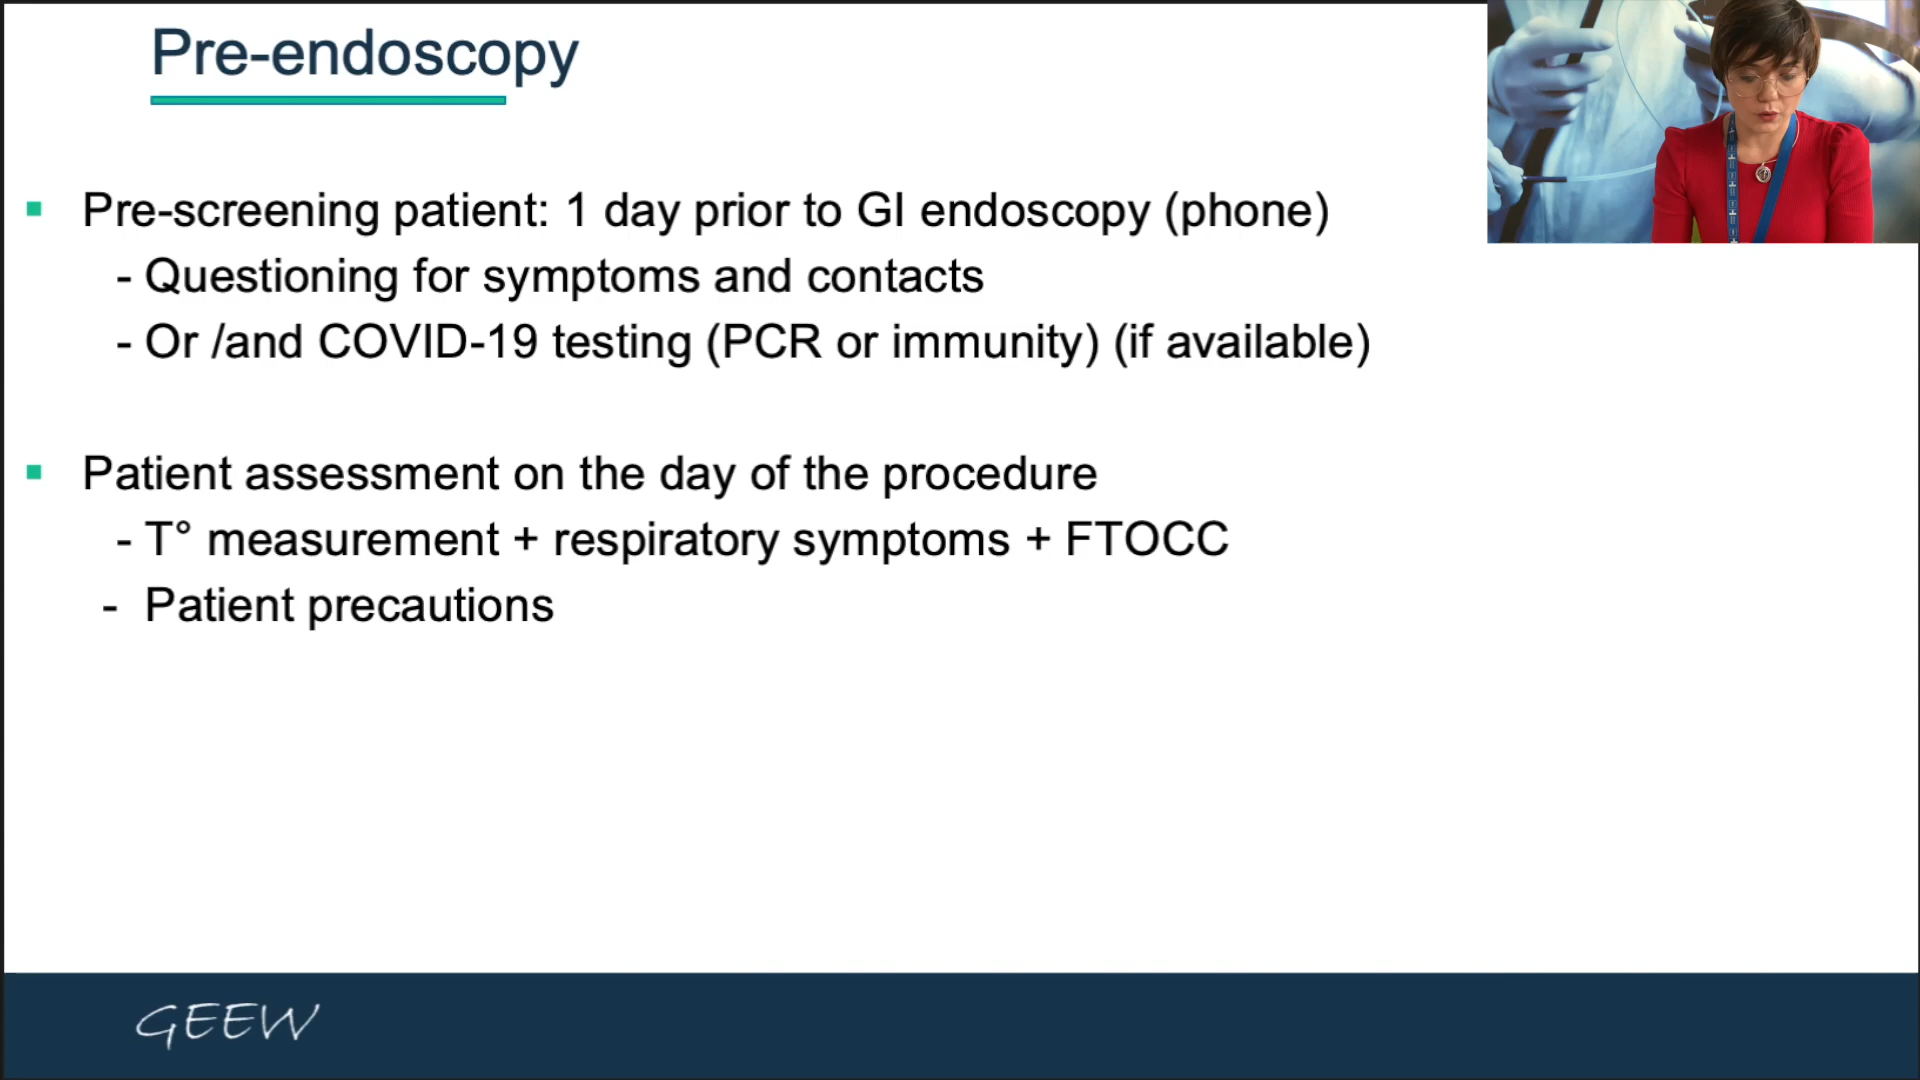 Pre-endoscopy
▪ Pre-screening patient: 1 day prior to GI endoscopy (phone)
- Questioning for symptoms and contacts
- Or /and COVID-19 testing (PCR or immunity) (if available)
▪ Patient assessment on the day of the procedure
- T° measurement + respiratory symptoms + FTOCC
- Patient precautions
GEEW